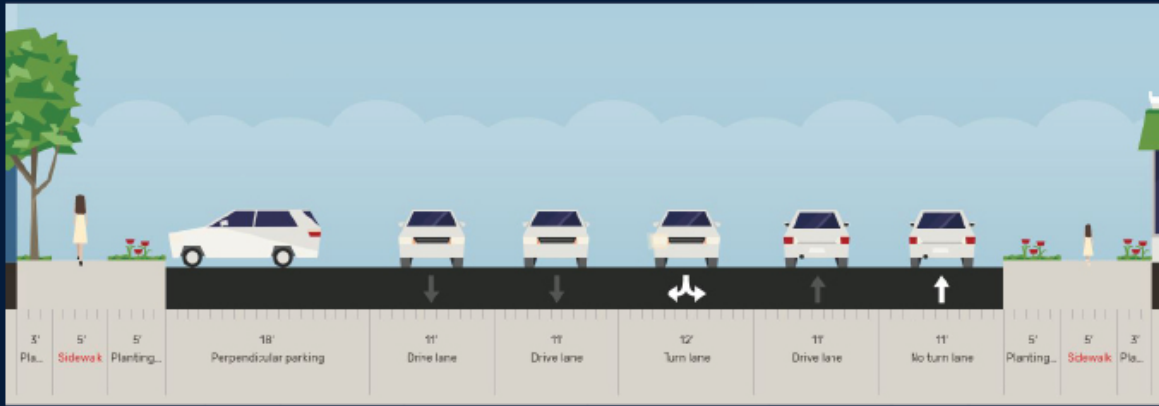 3'
Pla...
5'
Sidewalk
5'
Planting...
18'
Perpendicular parking
11'
Drive lane
11'
Drive lane
12'
Turn lane
11'
Drive lane
11'
No turn lane
5'
Planting...
5'
Sidewalk
3'
Pla...